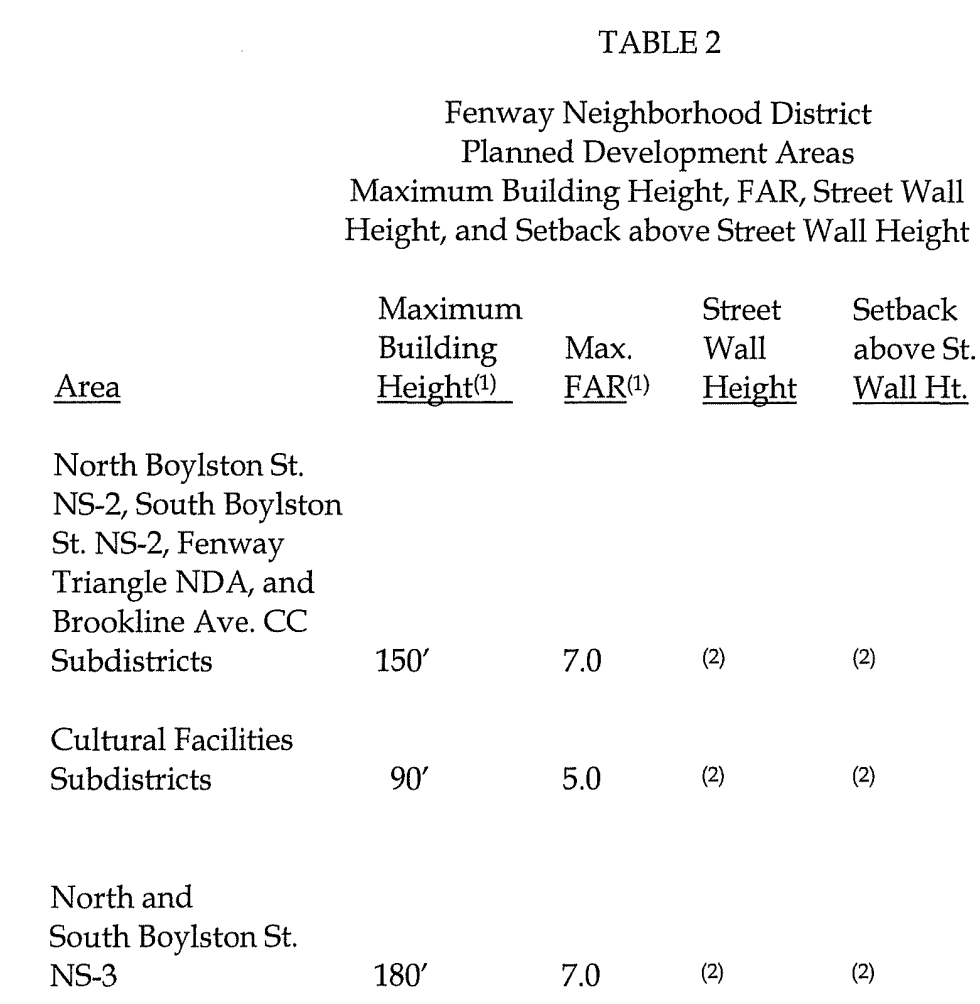 TABLE 2
Fenway Neighborhood District
Planned Development Areas
Maximum Building Height, FAR, Street Wall
Height, and Setback above Street Wall Height
Maximum Street Setback
Building Max. Wall above St.
Area Height(1) FAR(1) Height Wall Ht.
North Boylston St.
NS-2, South Boylston
St. NS-2, Fenway
Triangle NDA, and
Brookline Ave. CC
Subdistricts 150′ 7.0 (2) (2)
Cultural Facilities
Subdistricts 90′ 5.0 (2) (2)
North and
South Boylston St.
NS-3 180′ 7.0 (2) (2)